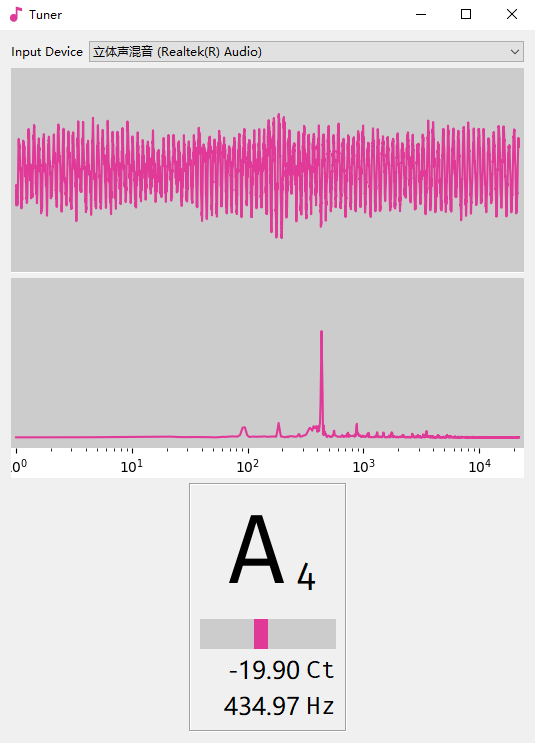 Tuner
Input Device 立体声混音 (Realtek(R) Audio)
10⁰ 10¹ 10² 10³ 10⁴
A₄
-19.90 Ct
434.97 Hz